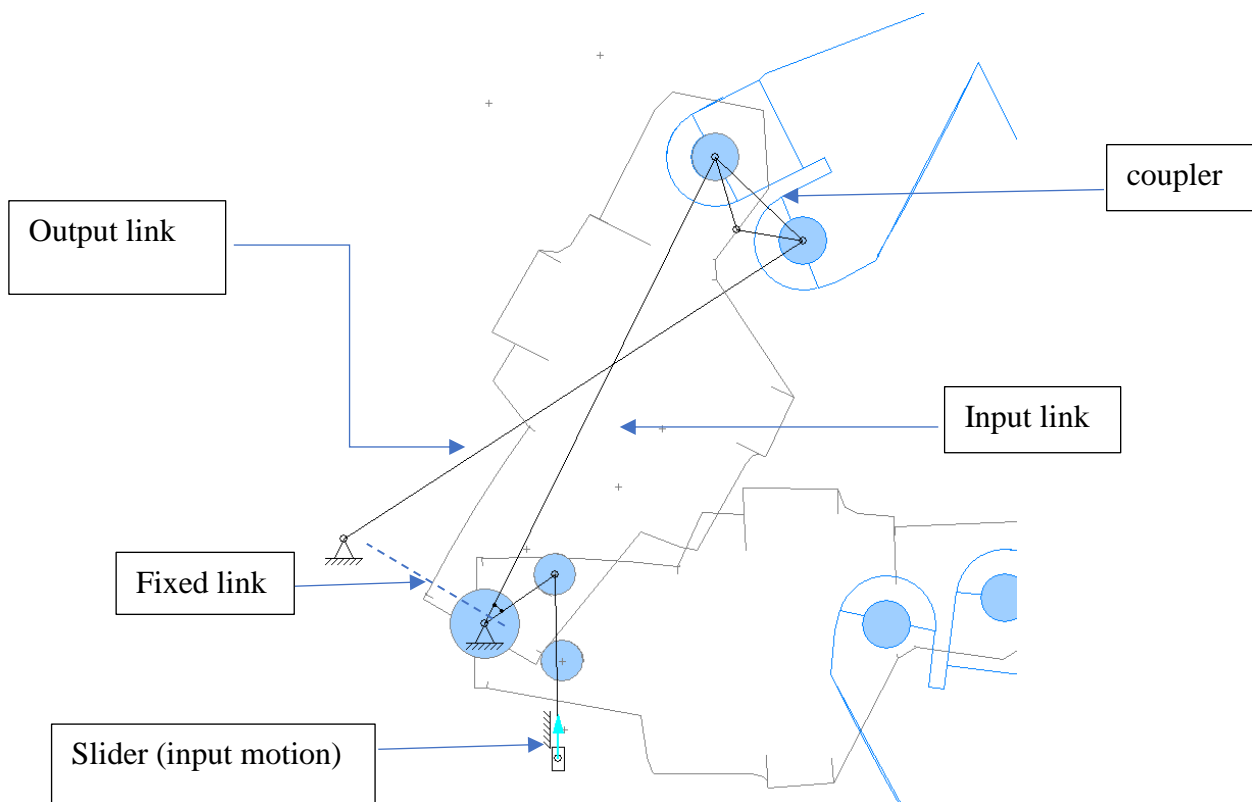 coupler
Output link
Input link
Fixed link
Slider (input motion)